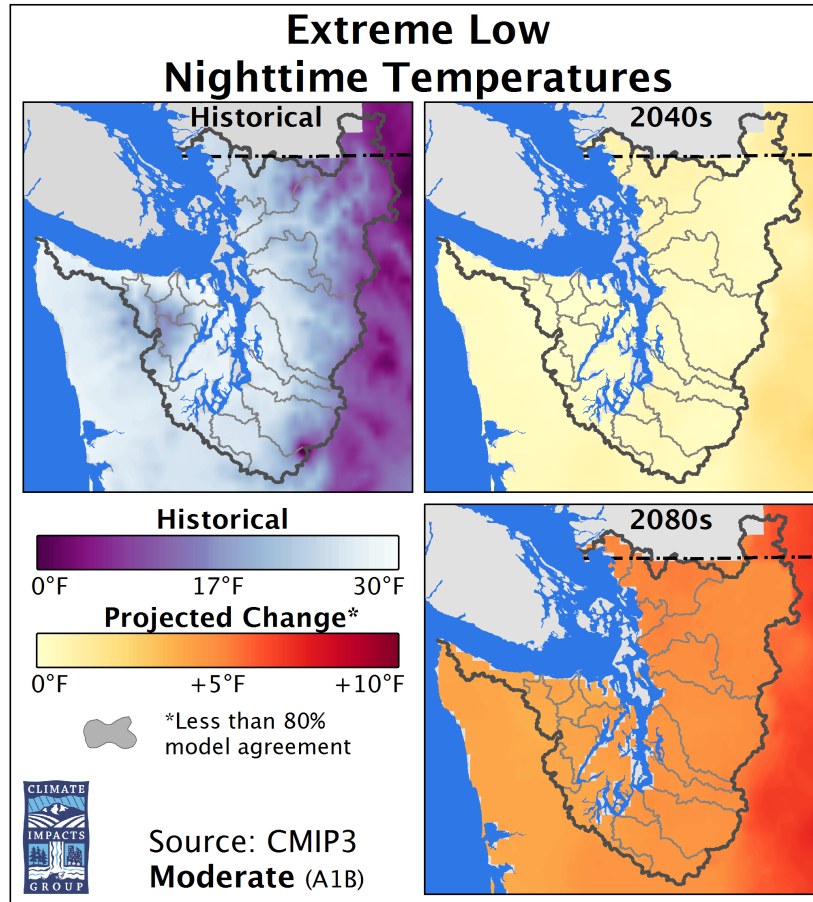 Extreme Low
Nighttime Temperatures
Historical
2040s
2080s
Historical
0°F 17°F 30°F
Projected Change*
0°F +5°F +10°F
*Less than 80%
model agreement
CLIMATE
IMPACTS
GROUP
Source: CMIP3
Moderate (A1B)